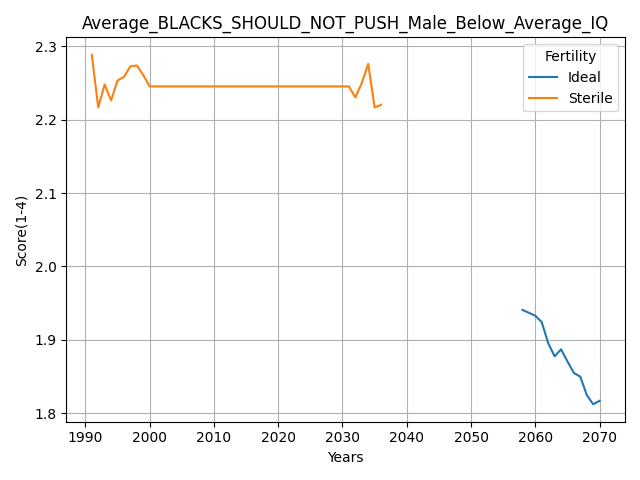 Average_BLACKS_SHOULD_NOT_PUSH_Male_Below_Average_IQ
2.3
2.2
2.1
2.0
1.9
1.8
Score(1-4)
Fertility
Ideal
Sterile
1990 2000 2010 2020 2030 2040 2050 2060 2070
Years